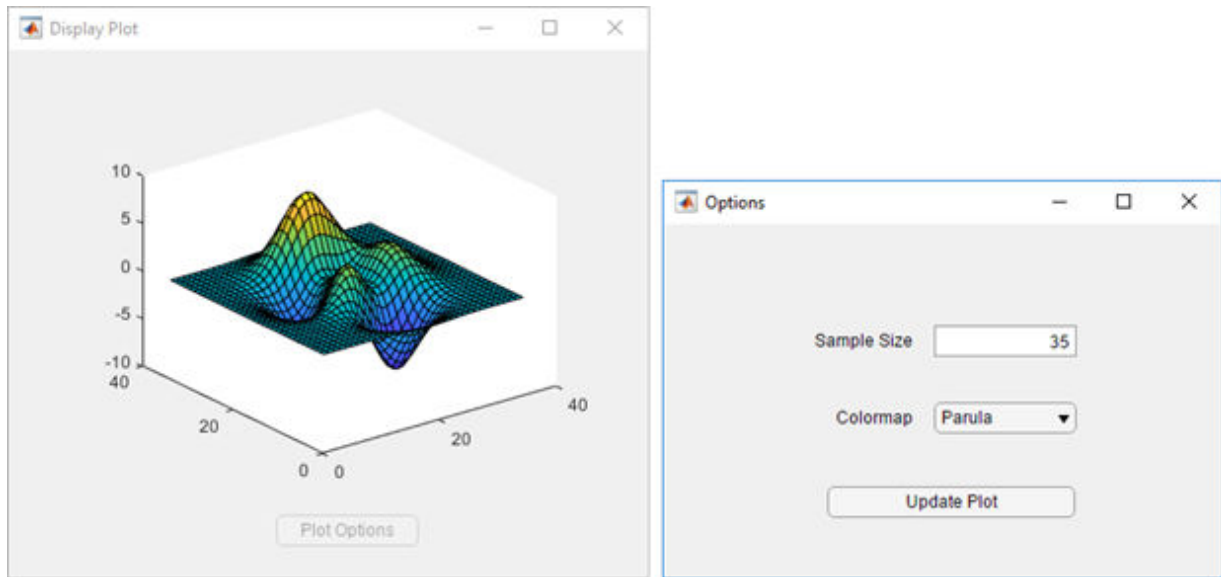 Display Plot
10
5
0
-5
-10
40
20
0
0
20
40
Plot Options
Options
Sample Size 35
Colormap Parula
Update Plot